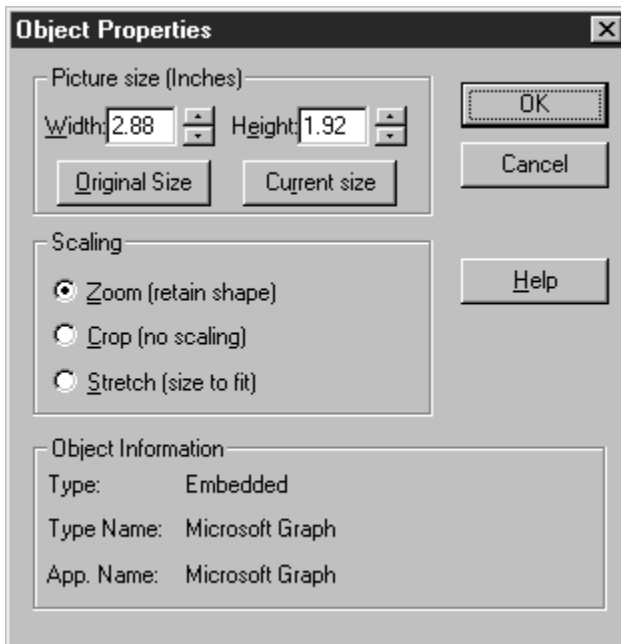 Object Properties
Picture size (Inches)
Width: 2.88 Height: 1.92
OK
Original Size Current size
Cancel
Scaling
Zoom (retain shape)
Help
Crop (no scaling)
Stretch (size to fit)
Object Information
Type: Embedded
Type Name: Microsoft Graph
App. Name: Microsoft Graph